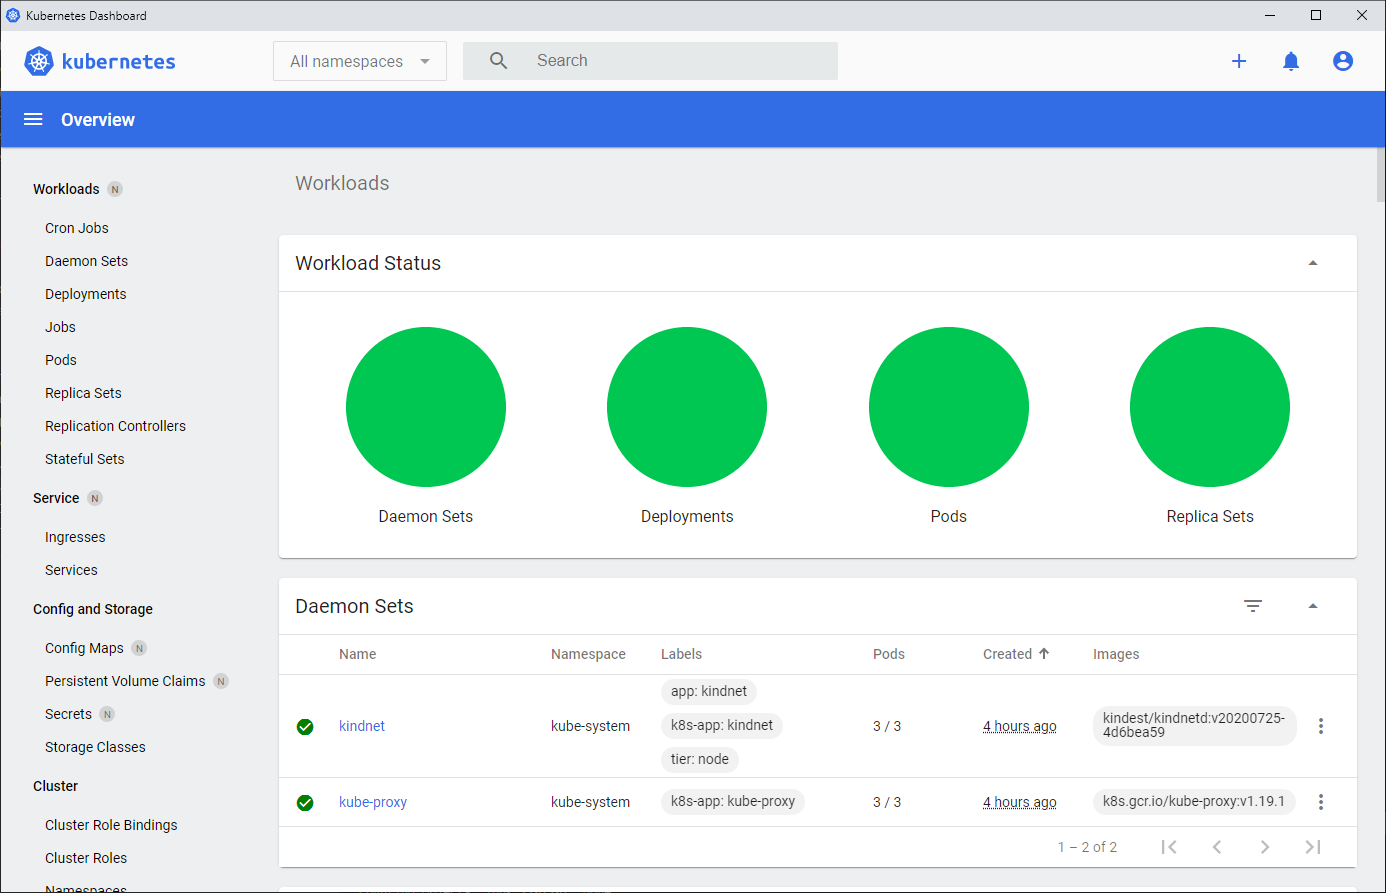 Kubernetes Dashboard
kubernetes
All namespaces
Search
Overview
Workloads N
Cron Jobs
Daemon Sets
Deployments
Jobs
Pods
Replica Sets
Replication Controllers
Stateful Sets
Service N
Ingresses
Services
Config and Storage
Config Maps N
Persistent Volume Claims N
Secrets N
Storage Classes
Cluster
Cluster Role Bindings
Cluster Roles
Namespaces
Workloads
Workload Status
Daemon Sets
Deployments
Pods
Replica Sets
Daemon Sets
Name Namespace Labels Pods Created Images
kindnet kube-system app: kindnet
k8s-app: kindnet
tier: node
3 / 3 4 hours ago kindest/kindnetd:v20200725-
4d6bea59
kube-proxy kube-system k8s-app: kube-proxy 3 / 3 4 hours ago k8s.gcr.io/kube-proxy:v1.19.1
1 – 2 of 2